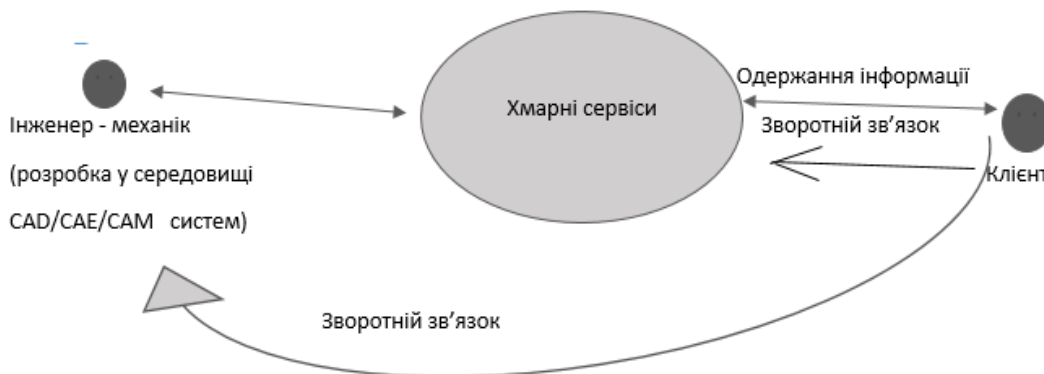 Інженер - механік
(розробка у середовищі
CAD/CAE/CAM систем)
Хмарні сервіси
Одержання інформації
Зворотній зв’язок
Клієнт
Зворотній зв’язок